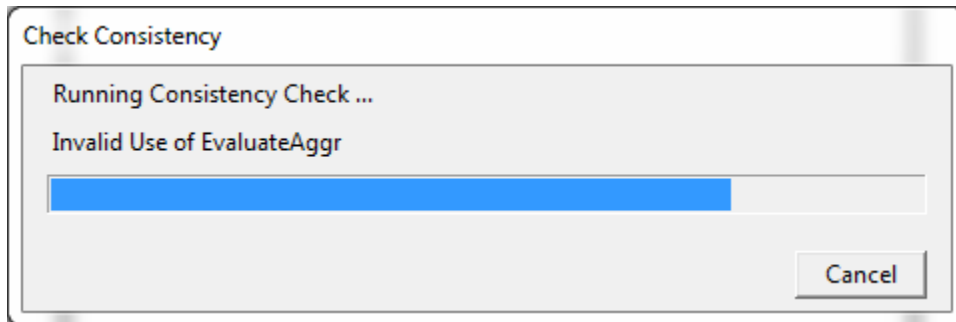 Check Consistency
Running Consistency Check ...
Invalid Use of EvaluateAggr
Cancel